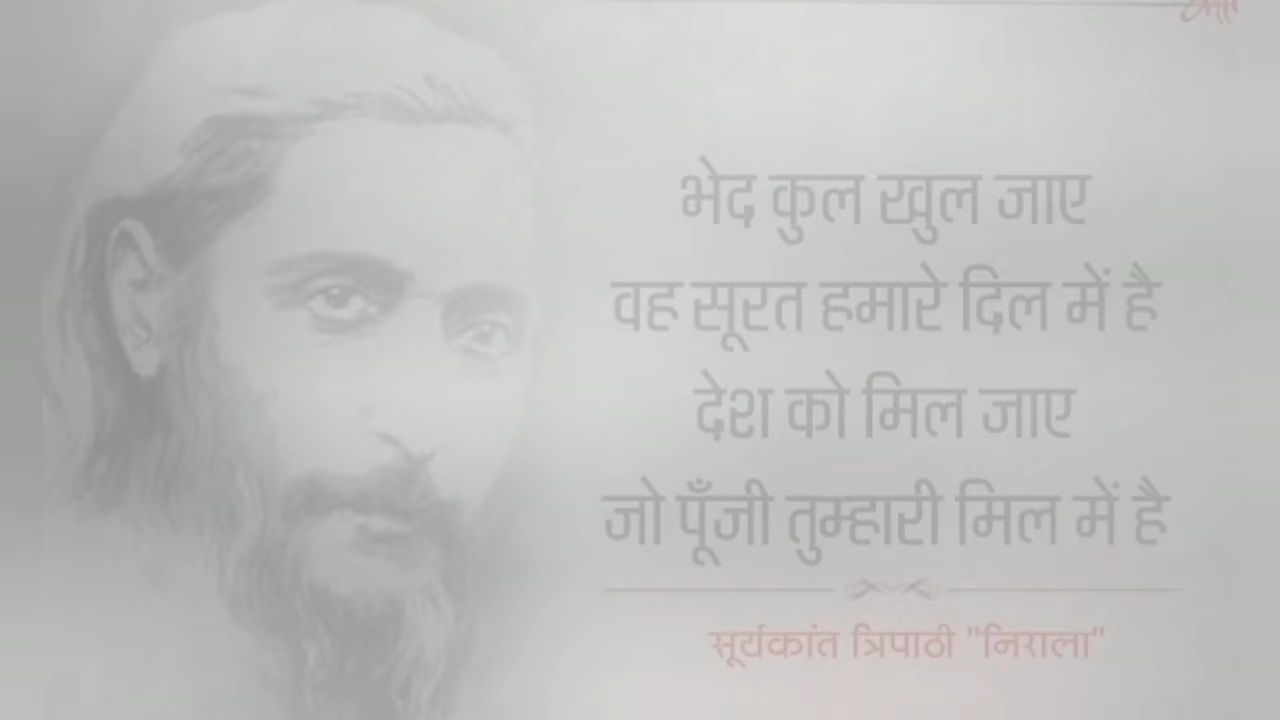 भेद कुल खुल जाए
वह सूरत हमारे दिल में है
देश को मिल जाए
जो पूँजी तुम्हारी मिल में है
सूर्यकांत त्रिपाठी "निराला"